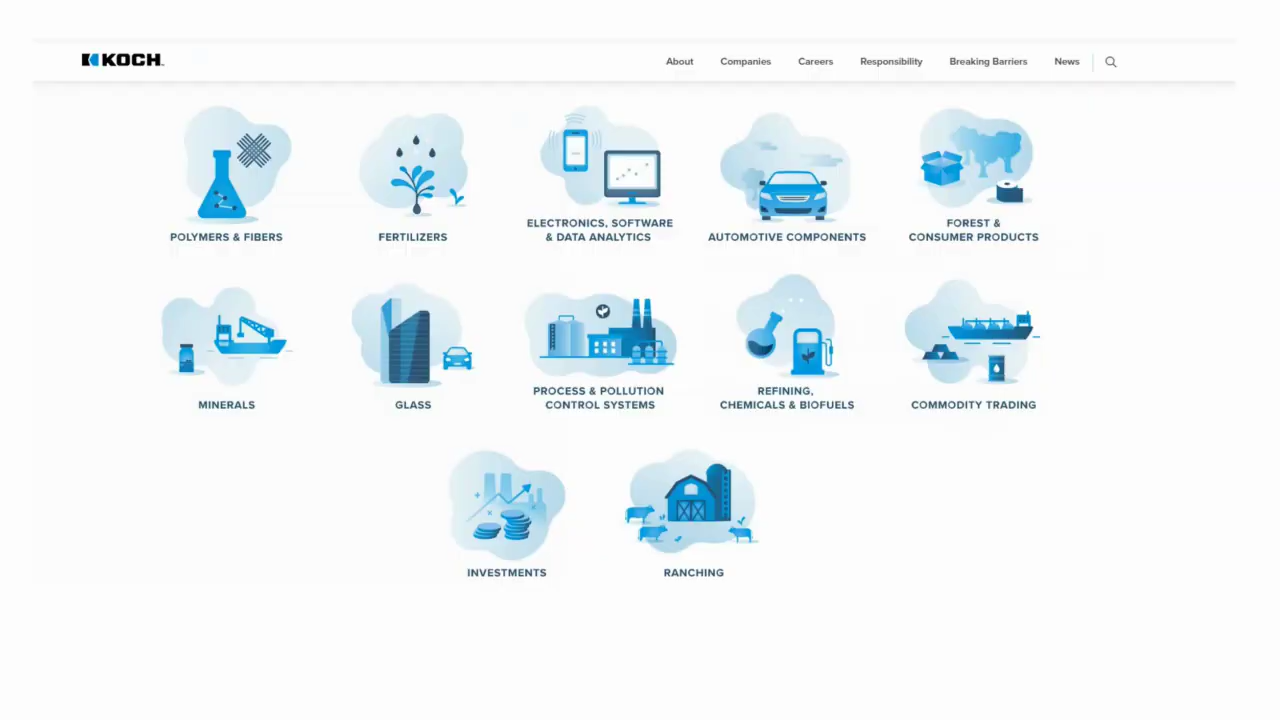 KOCH
About
Companies
Careers
Responsibility
Breaking Barriers
News
POLYMERS & FIBERS
FERTILIZERS
ELECTRONICS, SOFTWARE
& DATA ANALYTICS
AUTOMOTIVE COMPONENTS
FOREST &
CONSUMER PRODUCTS
MINERALS
GLASS
PROCESS & POLLUTION
CONTROL SYSTEMS
REFINING,
CHEMICALS & BIOFUELS
COMMODITY TRADING
INVESTMENTS
RANCHING